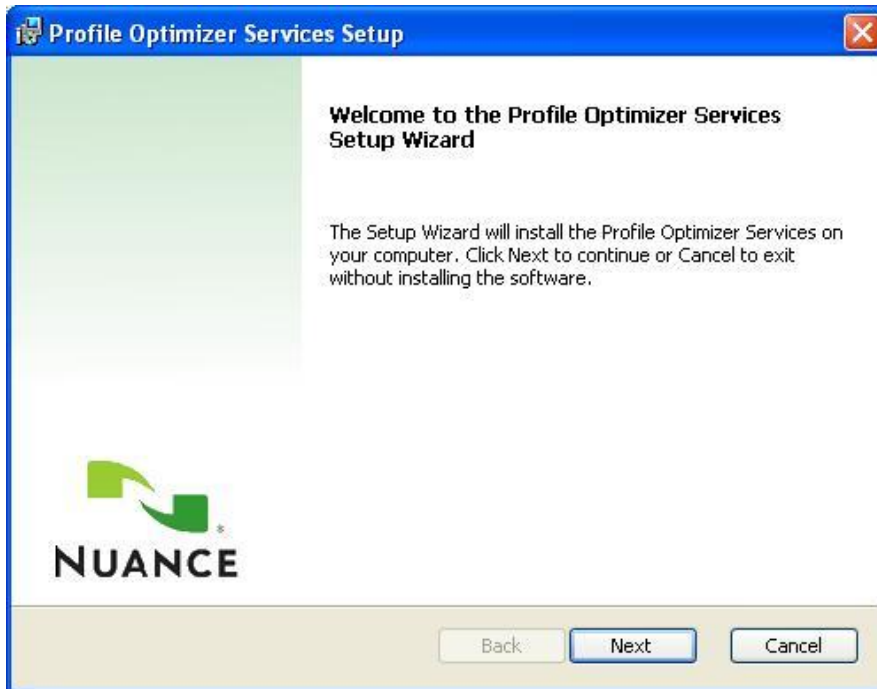 Profile Optimizer Services Setup
Welcome to the Profile Optimizer Services
Setup Wizard
The Setup Wizard will install the Profile Optimizer Services on
your computer. Click Next to continue or Cancel to exit
without installing the software.
®
NUANCE
Back
Next
Cancel